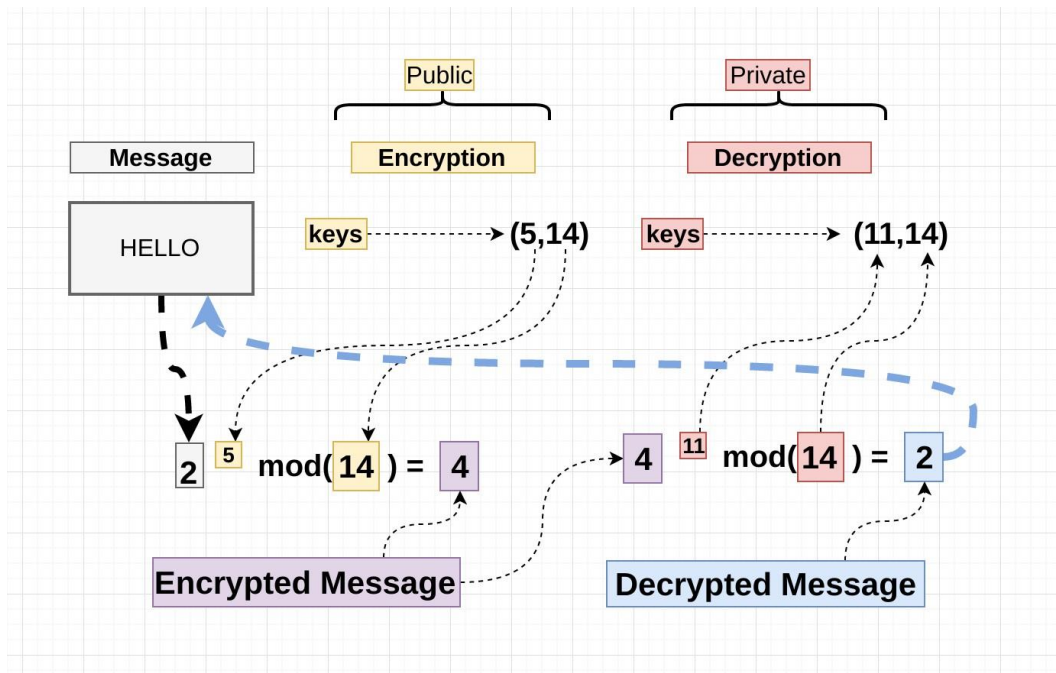 Public
Private
Message
Encryption
Decryption
HELLO
keys
(5,14)
keys
(11,14)
2 5 mod( 14 ) = 4
4 11 mod( 14 ) = 2
Encrypted Message
Decrypted Message